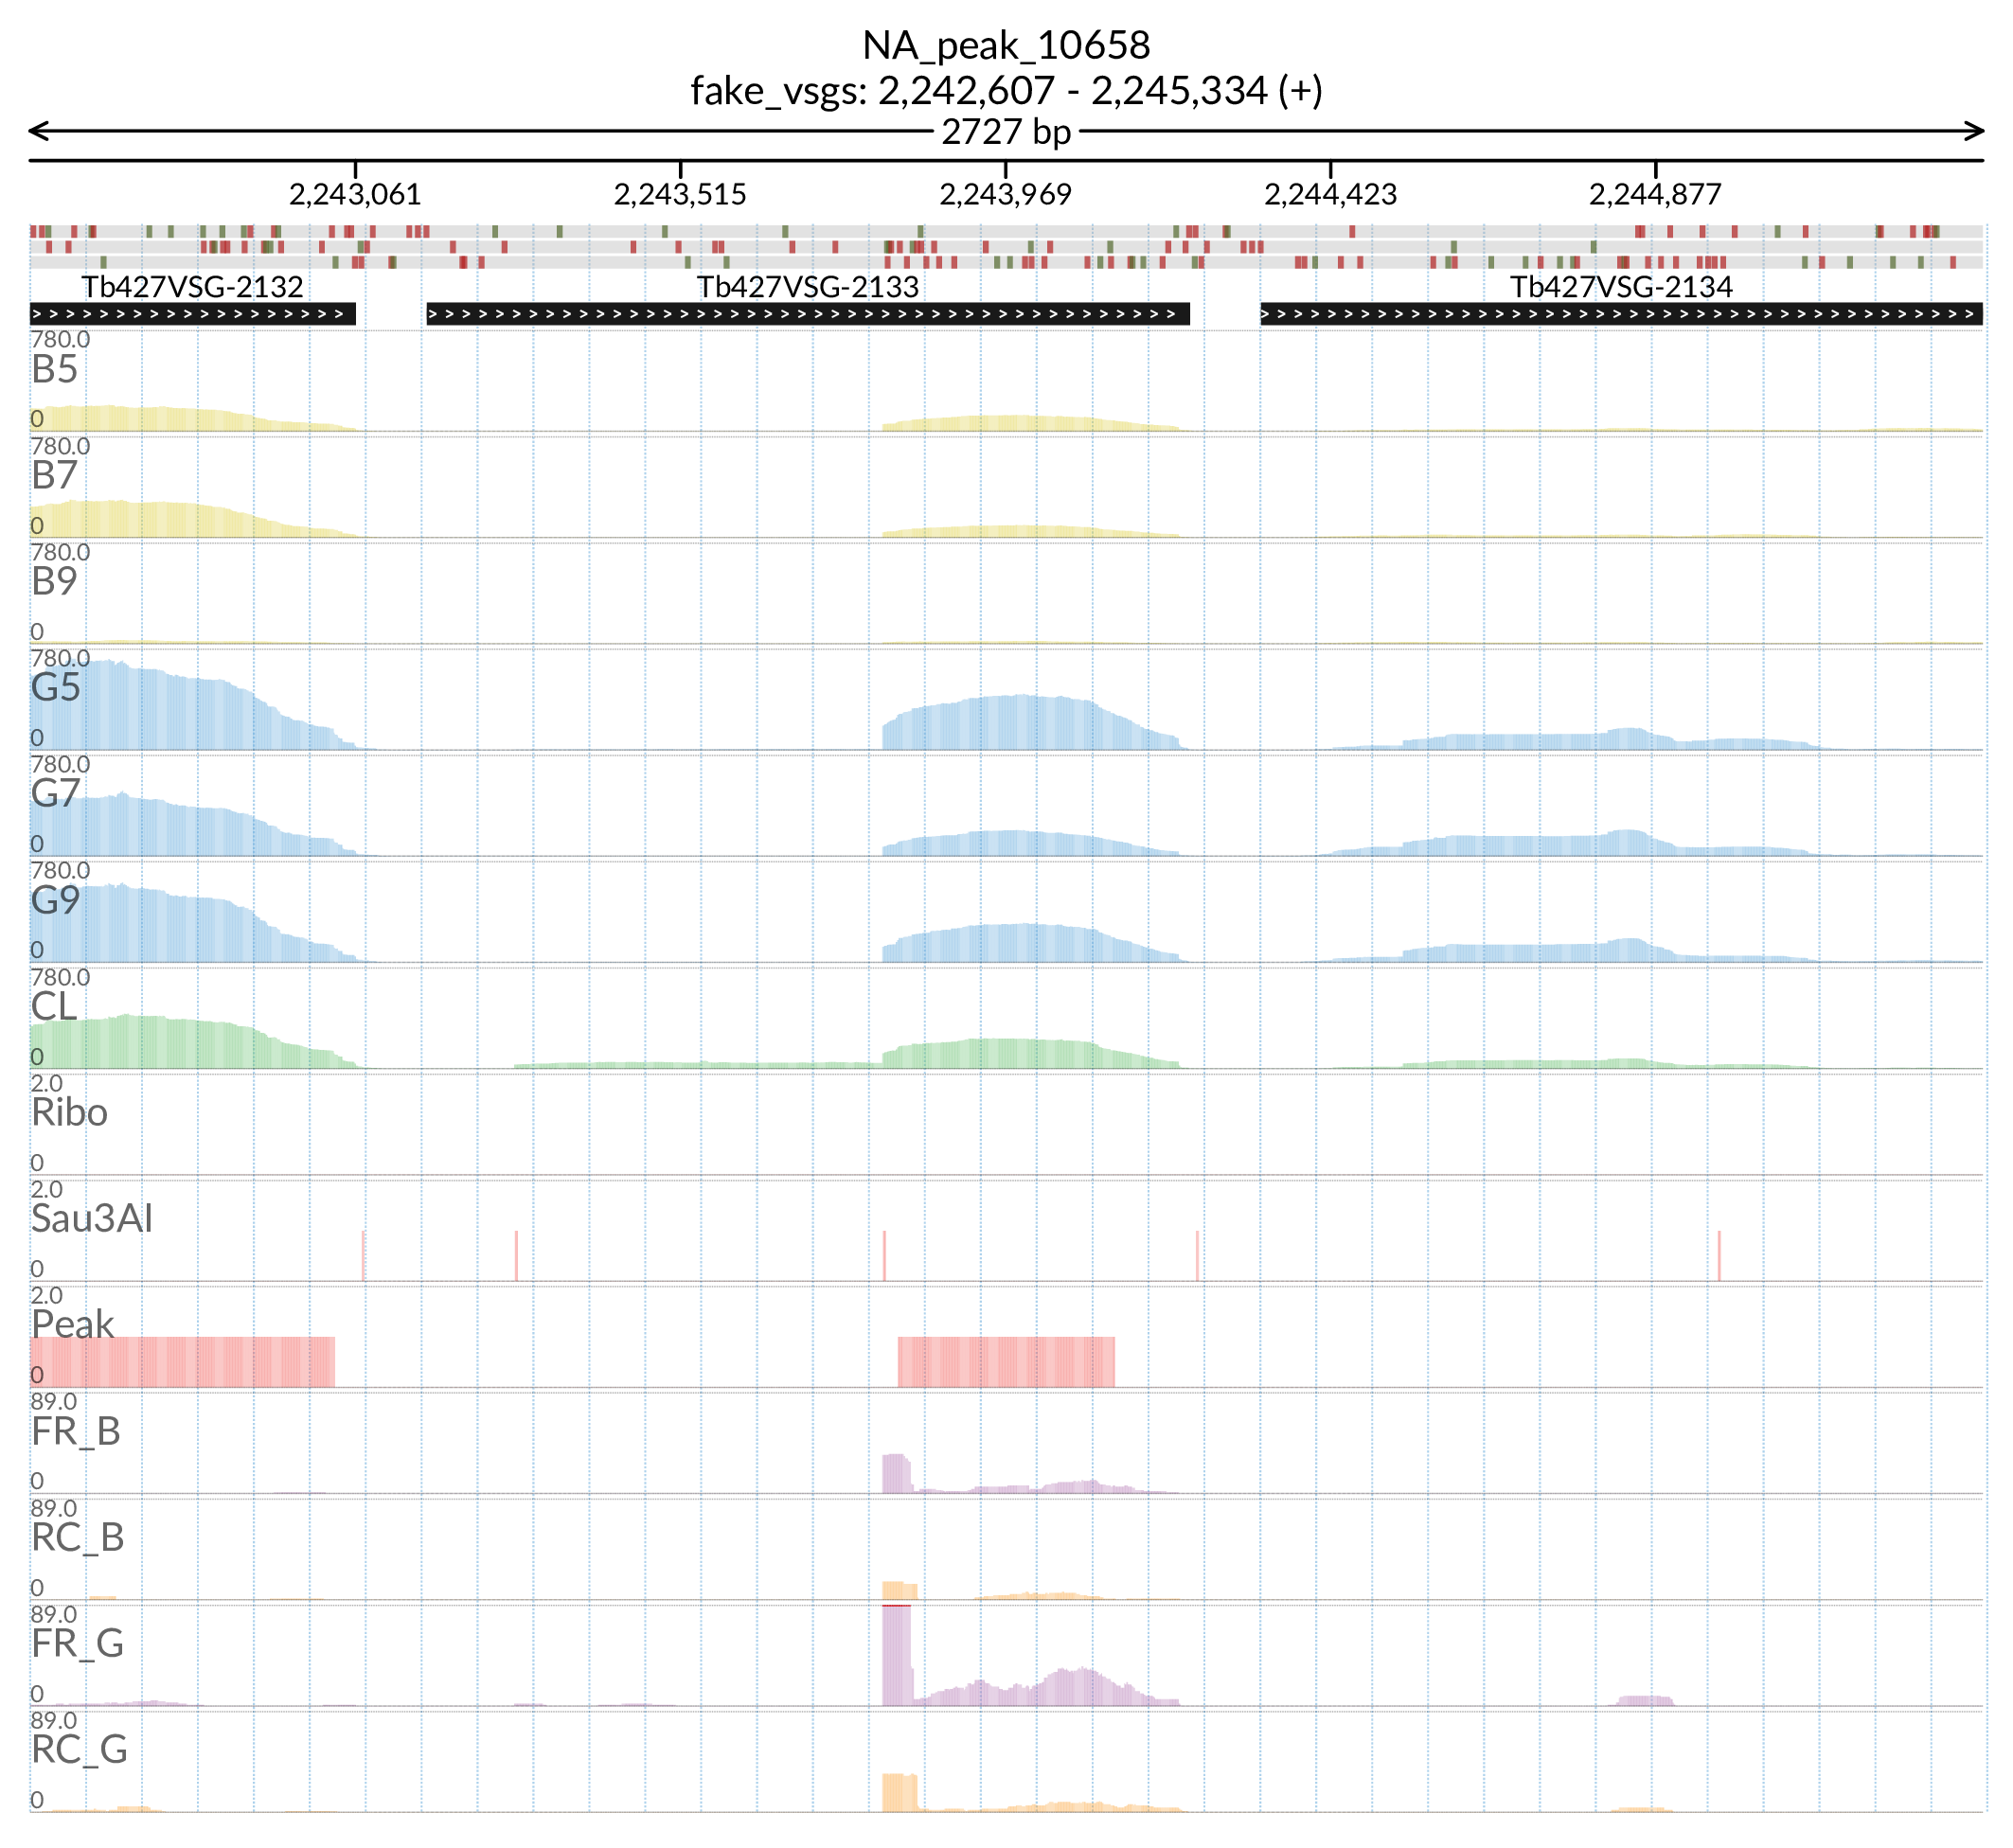 NA_peak_10658
fake_vsgs: 2,242,607 - 2,245,334 (+)
2727 bp
2,243,061 2,243,515 2,243,969 2,244,423 2,244,877
Tb427VSG-2132 Tb427VSG-2133 Tb427VSG-2134
780.0
B5
0
780.0
B7
0
780.0
B9
0
780.0
G5
0
780.0
G7
0
780.0
G9
0
780.0
CL
0
2.0
Ribo
0
2.0
Sau3AI
0
2.0
Peak
0
89.0
FR_B
0
89.0
RC_B
0
89.0
FR_G
0
89.0
RC_G
0